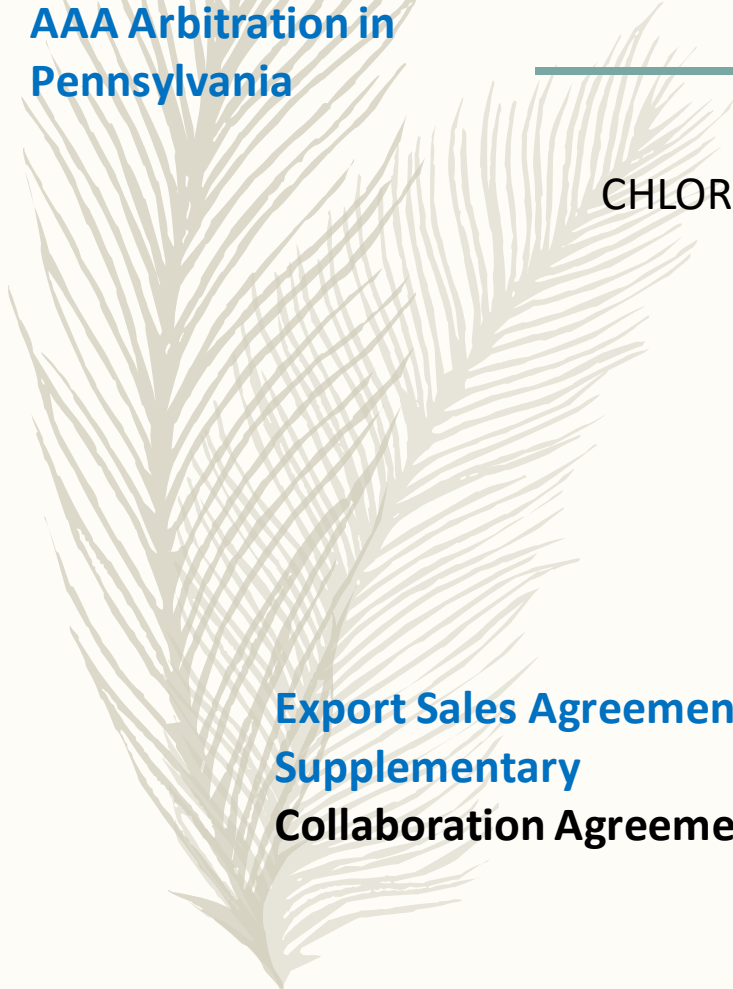 AAA Arbitration in
Pennsylvania
CHLOR
Export Sales Agreemen
Supplementary
Collaboration Agreeme